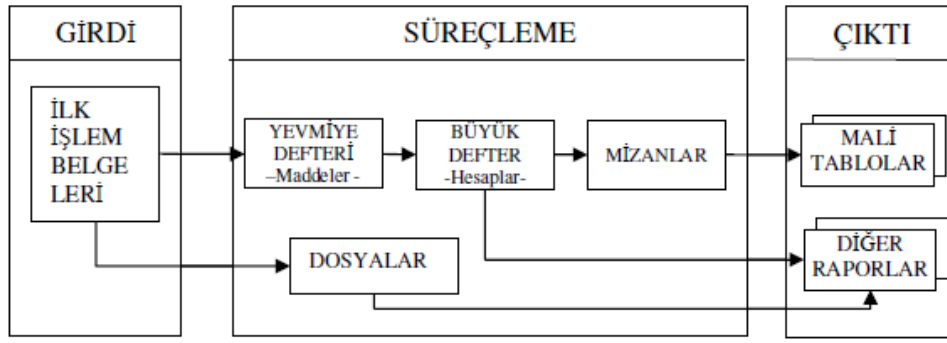 GİRDİ
SÜREÇLEME
ÇIKTI
İLK
İŞLEM
BELGE
LERİ
YEVMİYE
DEFTERİ
–Maddeler -
BÜYÜK
DEFTER
-Hesaplar-
MİZANLAR
MALİ
TABLOLAR
DOSYALAR
DİĞER
RAPORLAR